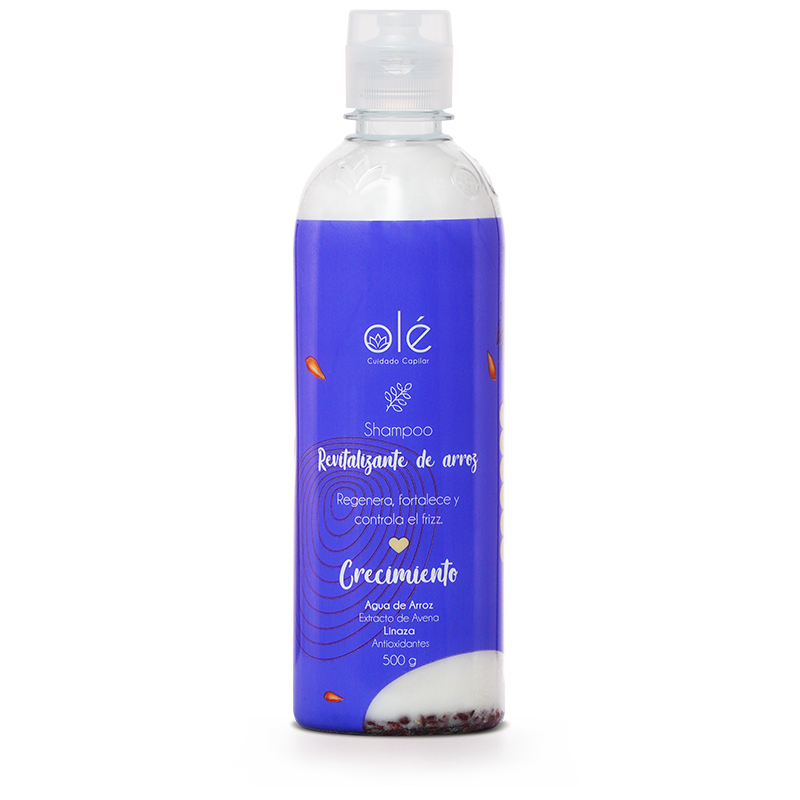 olé
Cuidado Capilar
Shampoo
Revitalizante de arroz
Regenera, fortalece y
controla el frizz.
Crecimiento
Agua de Arroz
Extracto de Avena
Linaza
Antioxidantes
500 g